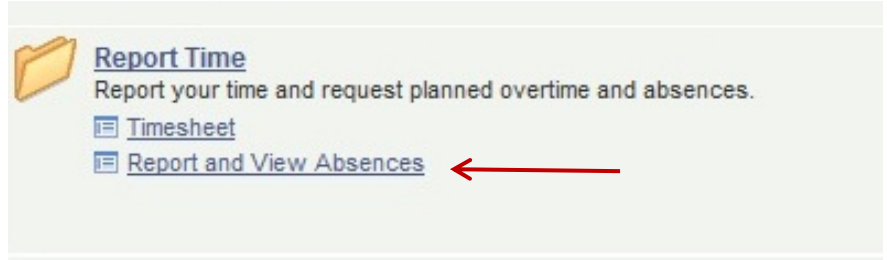 Report Time
Report your time and request planned overtime and absences.
Timesheet
Report and View Absences